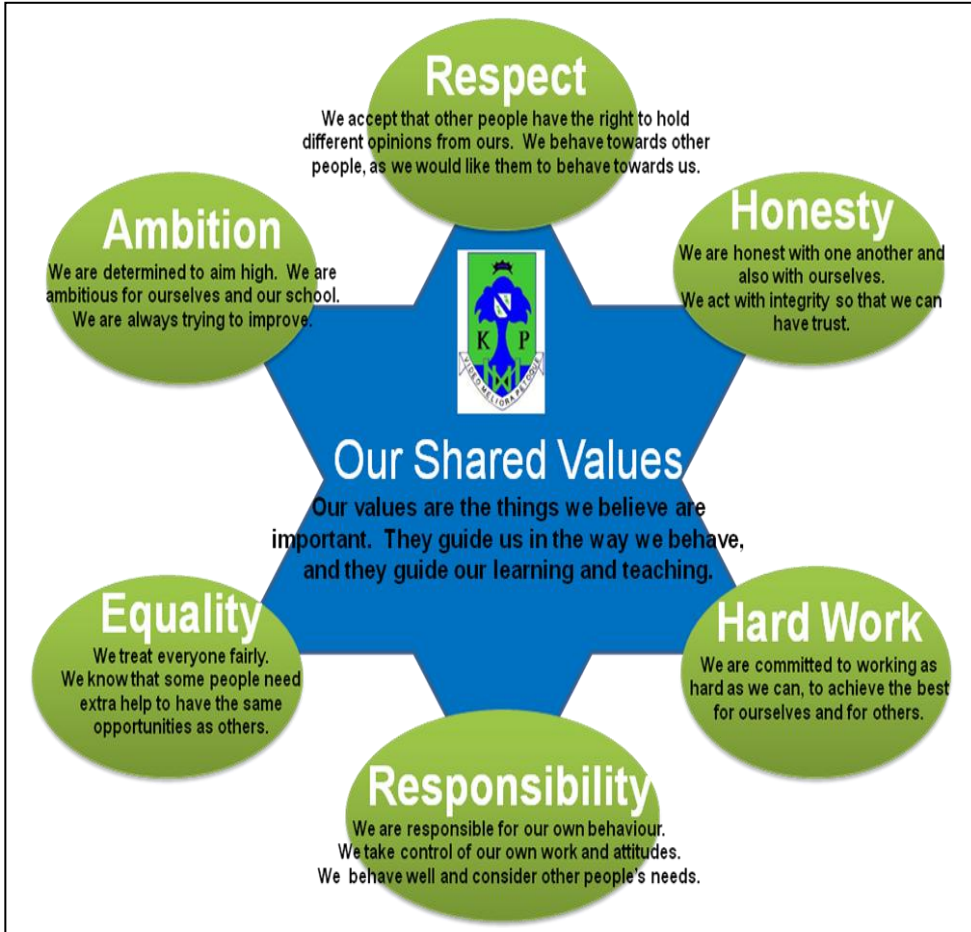 Respect
We accept that other people have the right to hold
different opinions from ours. We behave towards other
people, as we would like them to behave towards us.
Ambition
We are determined to aim high. We are
ambitious for ourselves and our school.
We are always trying to improve.
Honesty
We are honest with one another and
also with ourselves.
We act with integrity so that we can
have trust.
K P
VIDEO MELIORA PETOQUE
Our Shared Values
Our values are the things we believe are
important. They guide us in the way we behave,
and they guide our learning and teaching.
Equality
We treat everyone fairly.
We know that some people need
extra help to have the same
opportunities as others.
Hard Work
We are committed to working as
hard as we can, to achieve the best
for ourselves and for others.
Responsibility
We are responsible for our own behaviour.
We take control of our own work and attitudes.
We behave well and consider other people's needs.